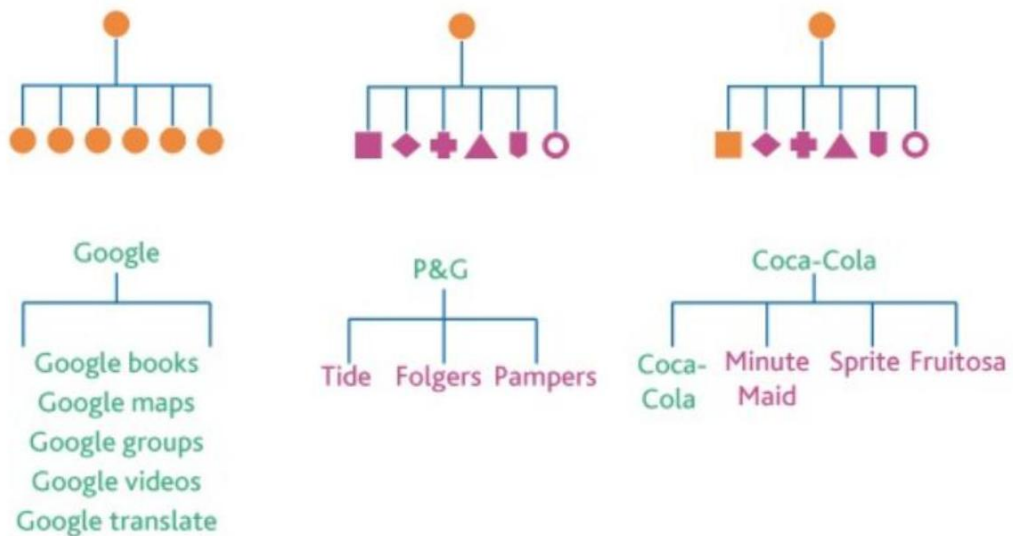 Google
Google books
Google maps
Google groups
Google videos
Google translate
P&G
Tide Folgers Pampers
Coca-Cola
Coca-
Cola
Minute
Maid
Sprite
Fruitosa